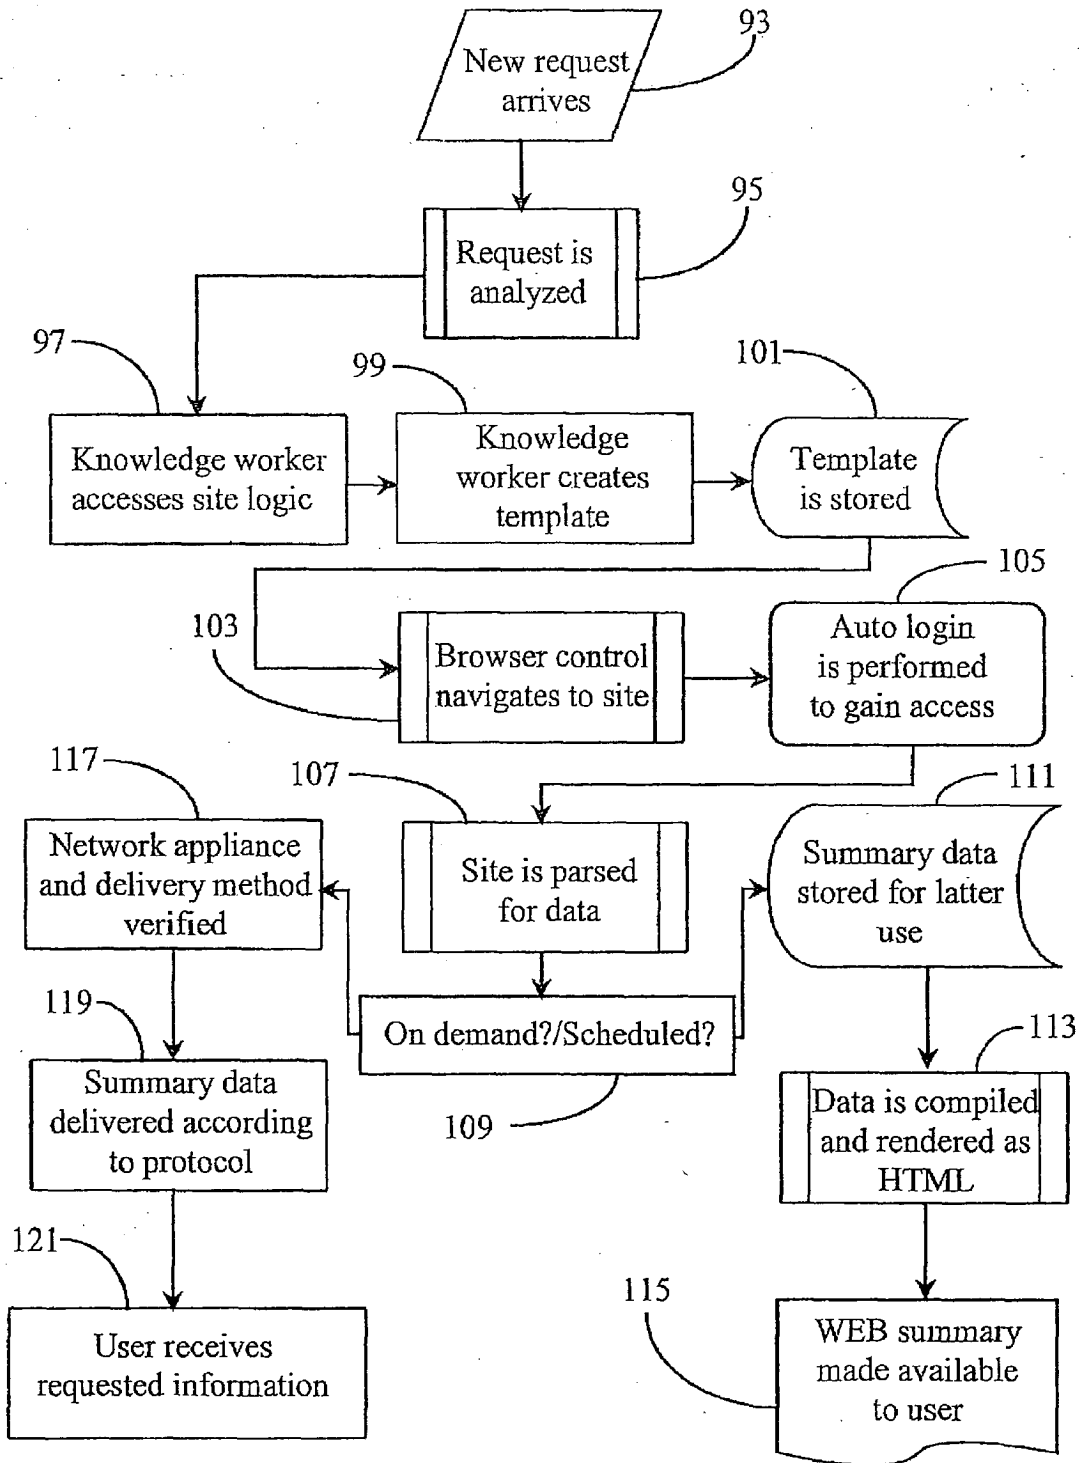 93
New request
arrives
95
Request is
analyzed
97
Knowledge worker
accesses site logic
99
Knowledge
worker creates
template
101
Template
is stored
103
Browser control
navigates to site
105
Auto login
is performed
to gain access
107
Site is parsed
for data
109
On demand?/Scheduled?
111
Summary data
stored for latter
use
113
Data is compiled
and rendered as
HTML
115
WEB summary
made available
to user
117
Network appliance
and delivery method
verified
119
Summary data
delivered according
to protocol
121
User receives
requested information